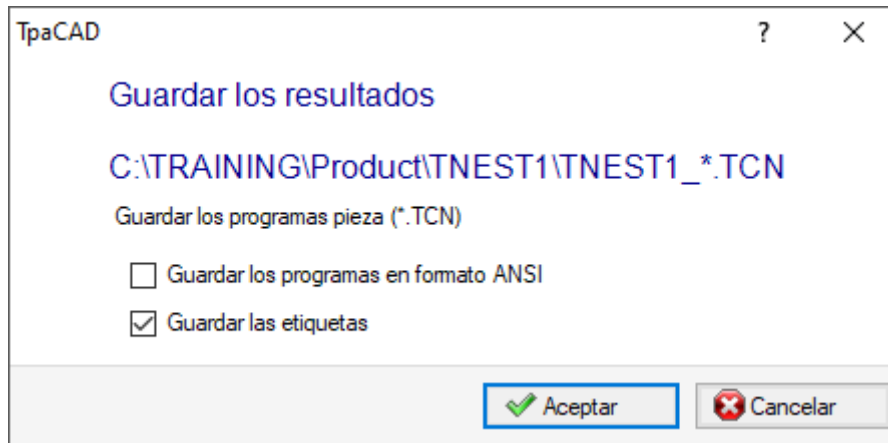 TpaCAD ?
Guardar los resultados
C:\TRAINING\Product\TNEST1\TNEST1_*.TCN
Guardar los programas pieza (*.TCN)
Guardar los programas en formato ANSI
Guardar las etiquetas
Aceptar Cancelar